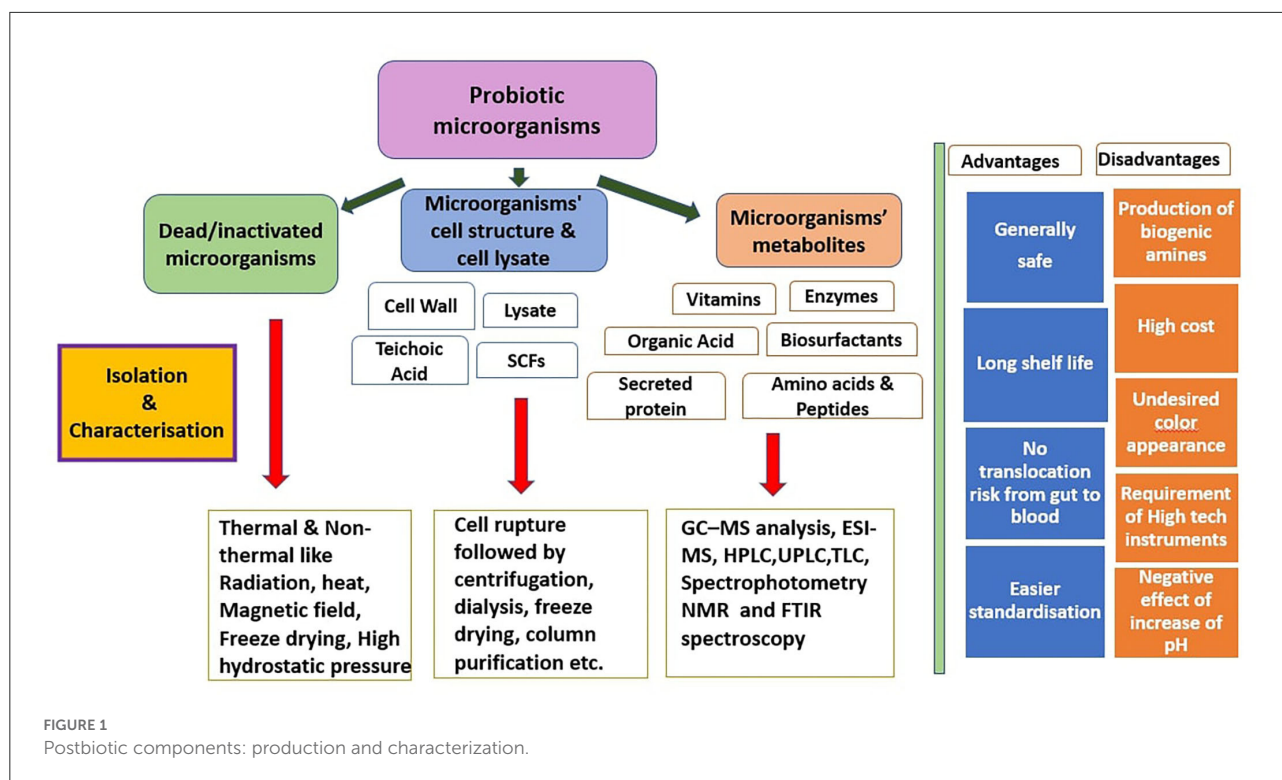 Probiotic
microorganisms
Dead/inactivated
microorganisms
Microorganisms'
cell structure &
cell lysate
Microorganisms’
metabolites
Cell Wall
Lysate
Teichoic
Acid
SCFs
Vitamins
Enzymes
Organic Acid
Biosurfactants
Secreted
protein
Amino acids &
Peptides
Isolation
&
Characterisation
Thermal & Non-
thermal like
Radiation, heat,
Magnetic field,
Freeze drying, High
hydrostatic pressure
Cell rupture
followed by
centrifugation,
dialysis, freeze
drying, column
purification etc.
GC–MS analysis, ESI-
MS, HPLC,UPLC,TLC,
Spectrophotometry
NMR and FTIR
spectroscopy
Advantages
Generally
safe
Long shelf life
No
translocation
risk from gut to
blood
Easier
standardisation
Disadvantages
Production of
biogenic
amines
High cost
Undesired
color
appearance
Requirement
of High tech
instruments
Negative
effect of
increase of
pH
FIGURE 1
Postbiotic components: production and characterization.